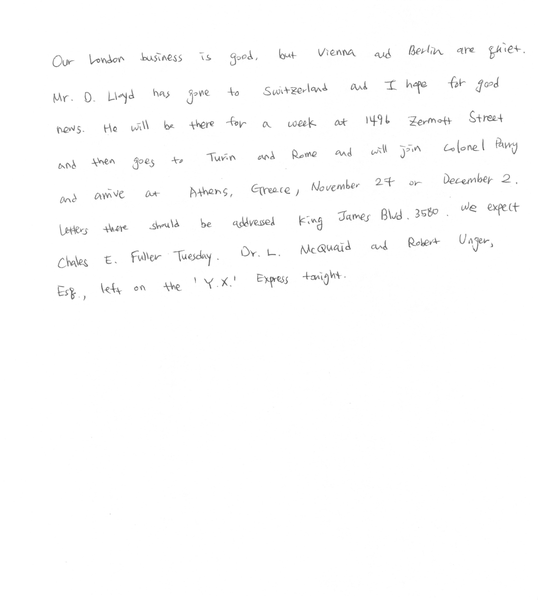 Our London business is good, but Vienna and Berlin are quiet.
Mr. D. Lloyd has gone to Switzerland and I hope for good
news. He will be there for a week at 1496 Zermott Street
and then goes to Turin and Rome and will join Colonel Parry
and arrive at Athens, Greece, November 27 or December 2.
Letters there should be addressed King James Blvd. 3580. We expect
Chales E. Fuller Tuesday. Dr. L. McQuaid and Robert Unger,
Esq., left on the 'Y.X.' Express tonight.